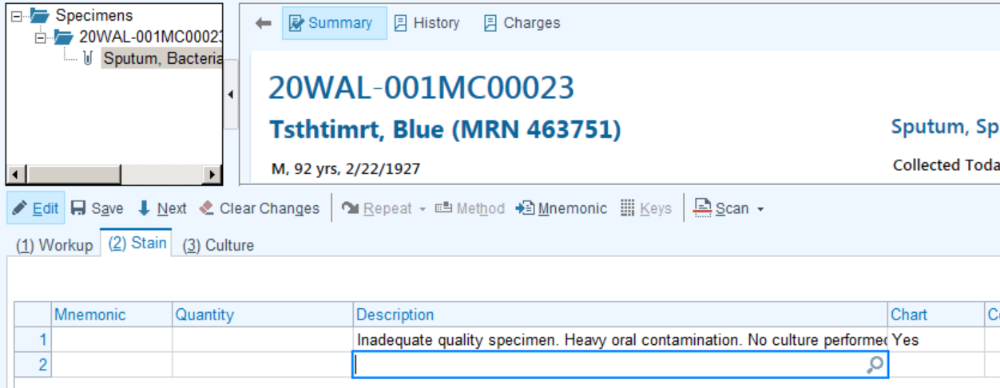 Specimens
20WAL-001MC00023
Sputum, Bacteria
Summary History Charges
20WAL-001MC00023
Tsthtimrt, Blue (MRN 463751)
Sputum, Sp
M, 92 yrs, 2/22/1927
Collected Toda
Edit Save Next Clear Changes Repeat Method Mnemonic Keys Scan
(1) Workup (2) Stain (3) Culture
Mnemonic Quantity Description Chart
1 Inadequate quality specimen. Heavy oral contamination. No culture performed Yes
2